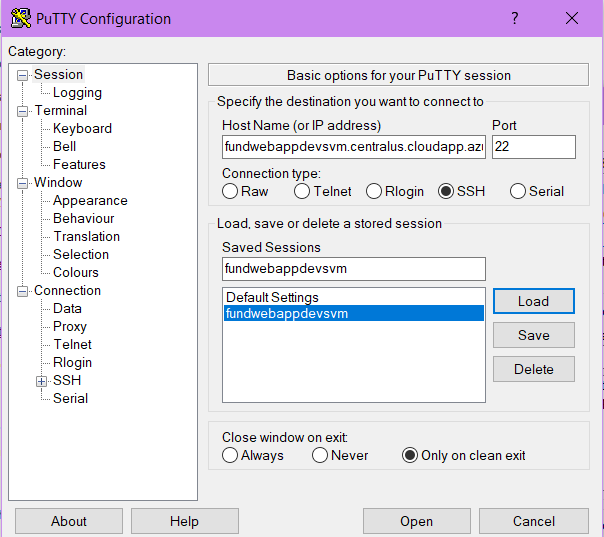 PuTTY Configuration
? ×
Category:
Session
Logging
Terminal
Keyboard
Bell
Features
Window
Appearance
Behaviour
Translation
Selection
Colours
Connection
Data
Proxy
Telnet
Rlogin
SSH
Serial
Basic options for your PuTTY session
Specify the destination you want to connect to
Host Name (or IP address) Port
fundwebappdevsvm.centralus.cloudapp.azu 22
Connection type:
Raw Telnet Rlogin SSH Serial
Load, save or delete a stored session
Saved Sessions
fundwebappdevsvm
Default Settings
fundwebappdevsvm
Load
Save
Delete
Close window on exit:
Always Never Only on clean exit
About Help Open Cancel